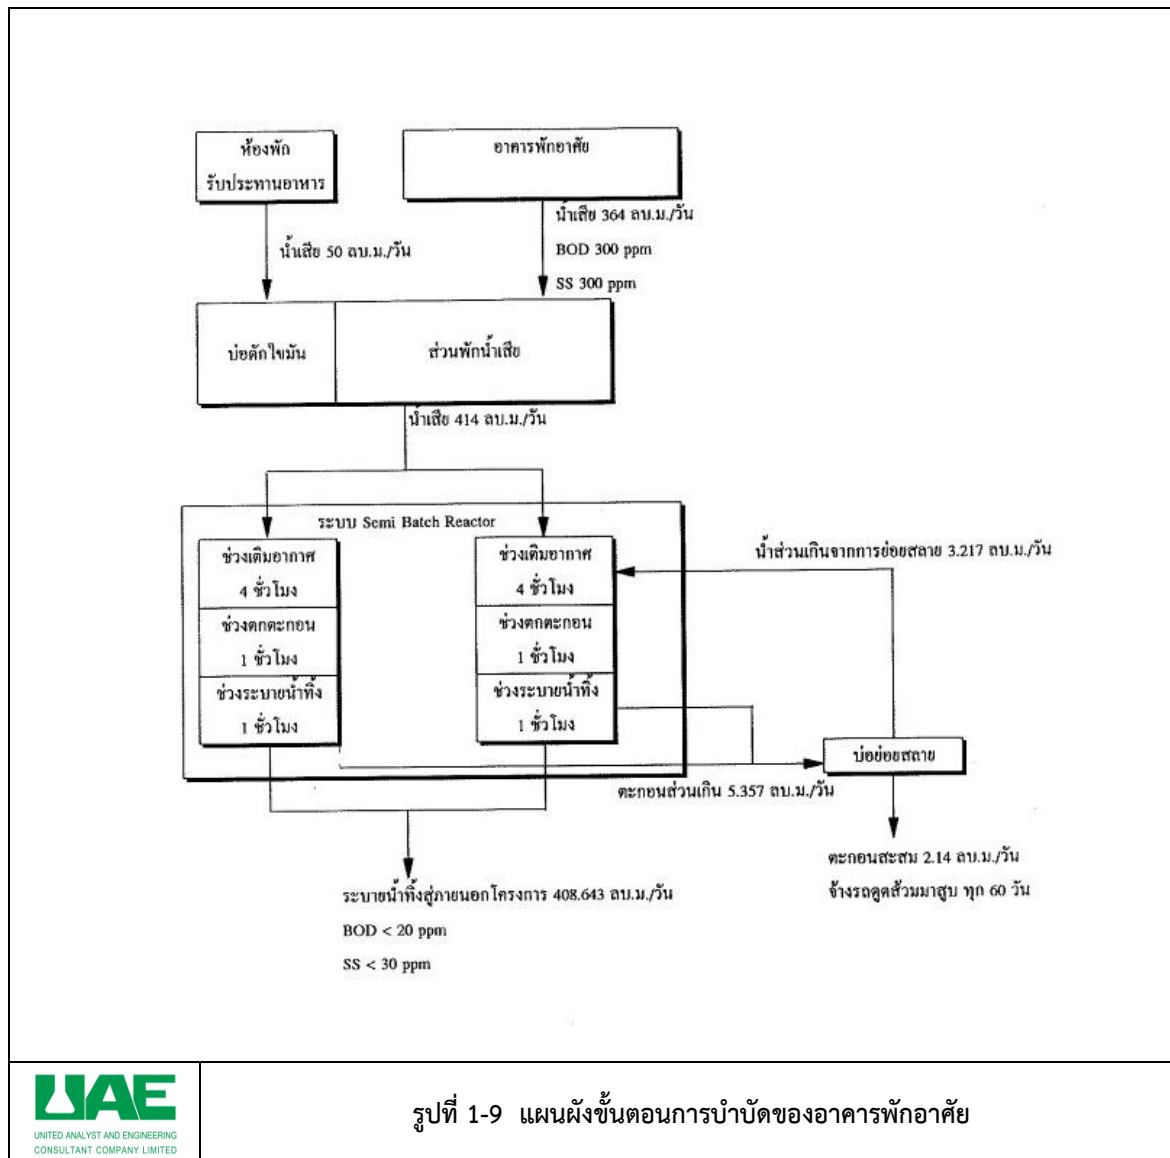 ห้องพัก
รับประทานอาหาร
อาคารพักอาศัย
น้ำเสีย 50 ลบ.ม./วัน
น้ำเสีย 364 ลบ.ม./วัน
BOD 300 ppm
SS 300 ppm
บ่อดักไขมัน
ส่วนพักน้ำเสีย
น้ำเสีย 414 ลบ.ม./วัน
ระบบ Semi Batch Reactor
ช่วงเติมอากาศ
4 ชั่วโมง
ช่วงตกตะกอน
1 ชั่วโมง
ช่วงระบายน้ำทิ้ง
1 ชั่วโมง
ช่วงเติมอากาศ
4 ชั่วโมง
ช่วงตกตะกอน
1 ชั่วโมง
ช่วงระบายน้ำทิ้ง
1 ชั่วโมง
น้ำส่วนเกินจากการย่อยสลาย 3.217 ลบ.ม./วัน
บ่อย่อยสลาย
ตะกอนส่วนเกิน 5.357 ลบ.ม./วัน
ตะกอนสะสม 2.14 ลบ.ม./วัน
จ้างรถดูดส้วมมาสูบ ทุก 60 วัน
ระบายน้ำทิ้งสู่ภายนอกโครงการ 408.643 ลบ.ม./วัน
BOD < 20 ppm
SS < 30 ppm
UAE
UNITED ANALYST AND ENGINEERING
CONSULTANT COMPANY LIMITED
รูปที่ 1-9 แผนผังขั้นตอนการบำบัดของอาคารพักอาศัย